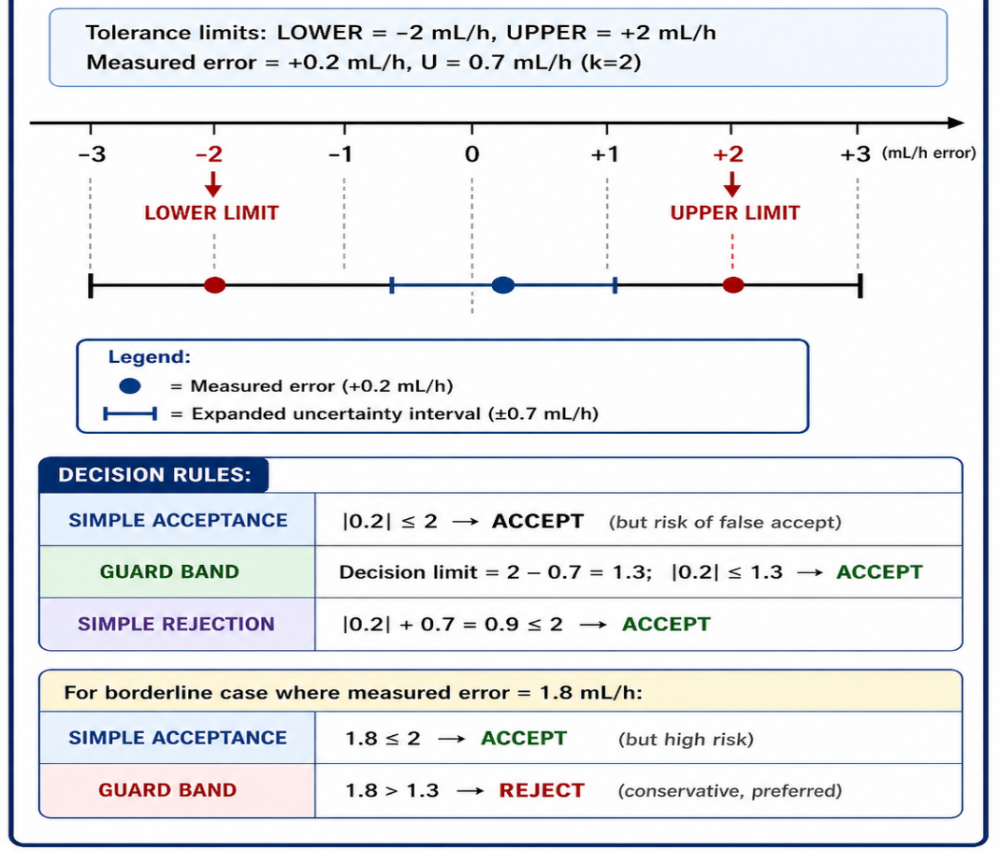 Tolerance limits: LOWER = −2 mL/h, UPPER = +2 mL/h
Measured error = +0.2 mL/h, U = 0.7 mL/h (k=2)
−3 −2 −1 0 +1 +2 +3 (mL/h error)
LOWER LIMIT UPPER LIMIT
Legend:
= Measured error (+0.2 mL/h)
= Expanded uncertainty interval (±0.7 mL/h)
DECISION RULES:
SIMPLE ACCEPTANCE |0.2| ≤ 2 → ACCEPT (but risk of false accept)
GUARD BAND Decision limit = 2 − 0.7 = 1.3; |0.2| ≤ 1.3 → ACCEPT
SIMPLE REJECTION |0.2| + 0.7 = 0.9 ≤ 2 → ACCEPT
For borderline case where measured error = 1.8 mL/h:
SIMPLE ACCEPTANCE 1.8 ≤ 2 → ACCEPT (but high risk)
GUARD BAND 1.8 > 1.3 → REJECT (conservative, preferred)